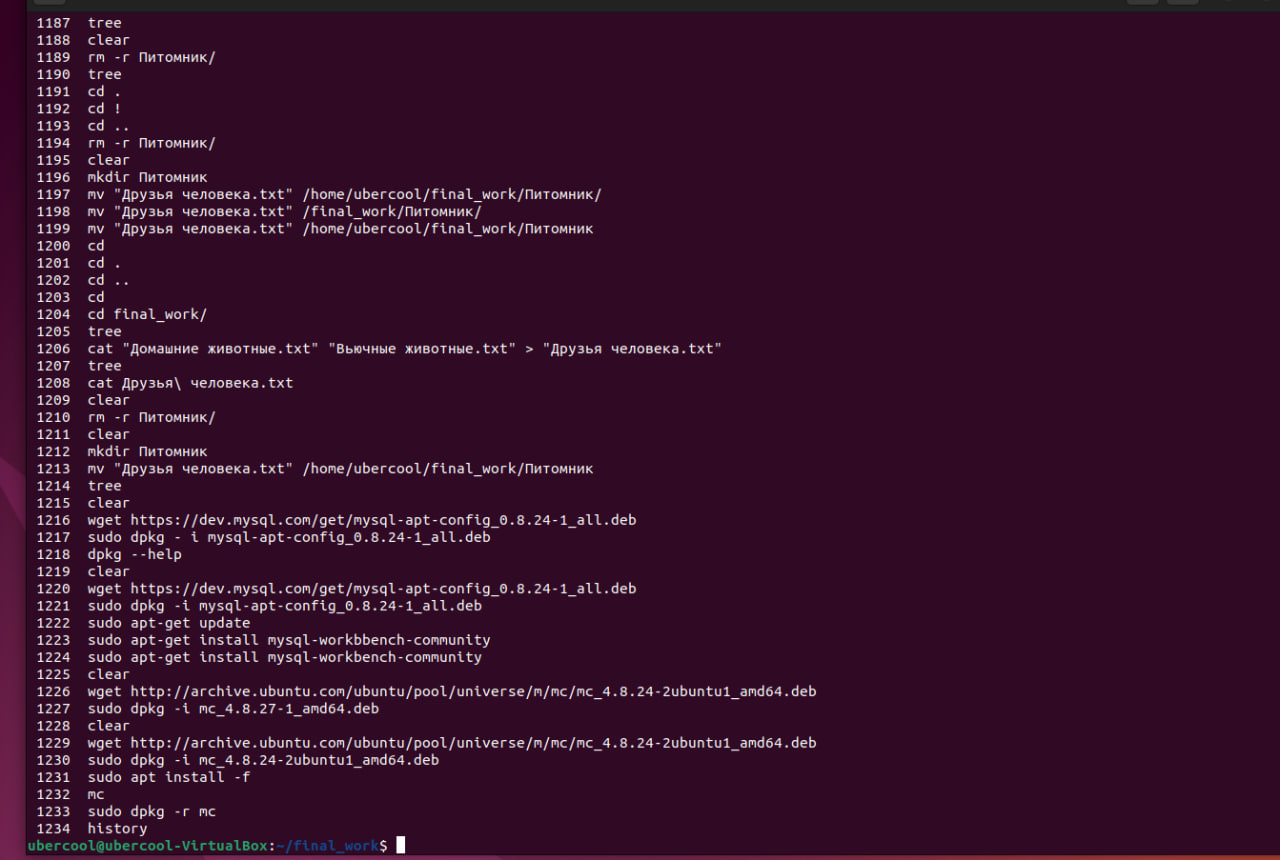 1187 tree
1188 clear
1189 rm -r Питомник/
1190 tree
1191 cd .
1192 cd !
1193 cd ..
1194 rm -r Питомник/
1195 clear
1196 mkdir Питомник
1197 mv "Друзья человека.txt" /home/ubercool/final_work/Питомник/
1198 mv "Друзья человека.txt" /final_work/Питомник/
1199 mv "Друзья человека.txt" /home/ubercool/final_work/Питомник
1200 cd
1201 cd .
1202 cd ..
1203 cd
1204 cd final_work/
1205 tree
1206 cat "Домашние животные.txt" "Вьючные животные.txt" > "Друзья человека.txt"
1207 tree
1208 cat Друзья\ человека.txt
1209 clear
1210 rm -r Питомник/
1211 clear
1212 mkdir Питомник
1213 mv "Друзья человека.txt" /home/ubercool/final_work/Питомник
1214 tree
1215 clear
1216 wget https://dev.mysql.com/get/mysql-apt-config_0.8.24-1_all.deb
1217 sudo dpkg - i mysql-apt-config_0.8.24-1_all.deb
1218 dpkg --help
1219 clear
1220 wget https://dev.mysql.com/get/mysql-apt-config_0.8.24-1_all.deb
1221 sudo dpkg -i mysql-apt-config_0.8.24-1_all.deb
1222 sudo apt-get update
1223 sudo apt-get install mysql-workbbench-community
1224 sudo apt-get install mysql-workbench-community
1225 clear
1226 wget http://archive.ubuntu.com/ubuntu/pool/universe/m/mc/mc_4.8.24-2ubuntu1_amd64.deb
1227 sudo dpkg -i mc_4.8.27-1_amd64.deb
1228 clear
1229 wget http://archive.ubuntu.com/ubuntu/pool/universe/m/mc/mc_4.8.24-2ubuntu1_amd64.deb
1230 sudo dpkg -i mc_4.8.24-2ubuntu1_amd64.deb
1231 sudo apt install -f
1232 mc
1233 sudo dpkg -r mc
1234 history
ubercool@ubercool-VirtualBox:~/final_work$